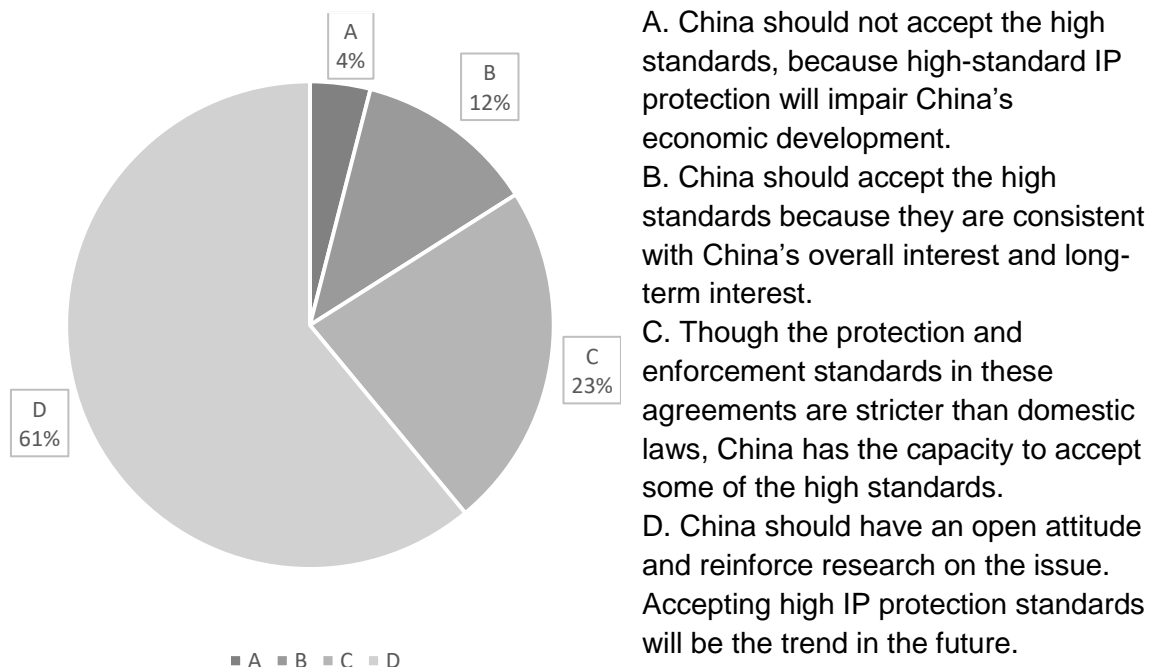 A
4%
B
12%
C
23%
D
61%
A B C D
A. China should not accept the high
standards, because high-standard IP
protection will impair China’s
economic development.
B. China should accept the high
standards because they are consistent
with China’s overall interest and long-
term interest.
C. Though the protection and
enforcement standards in these
agreements are stricter than domestic
laws, China has the capacity to accept
some of the high standards.
D. China should have an open attitude
and reinforce research on the issue.
Accepting high IP protection standards
will be the trend in the future.